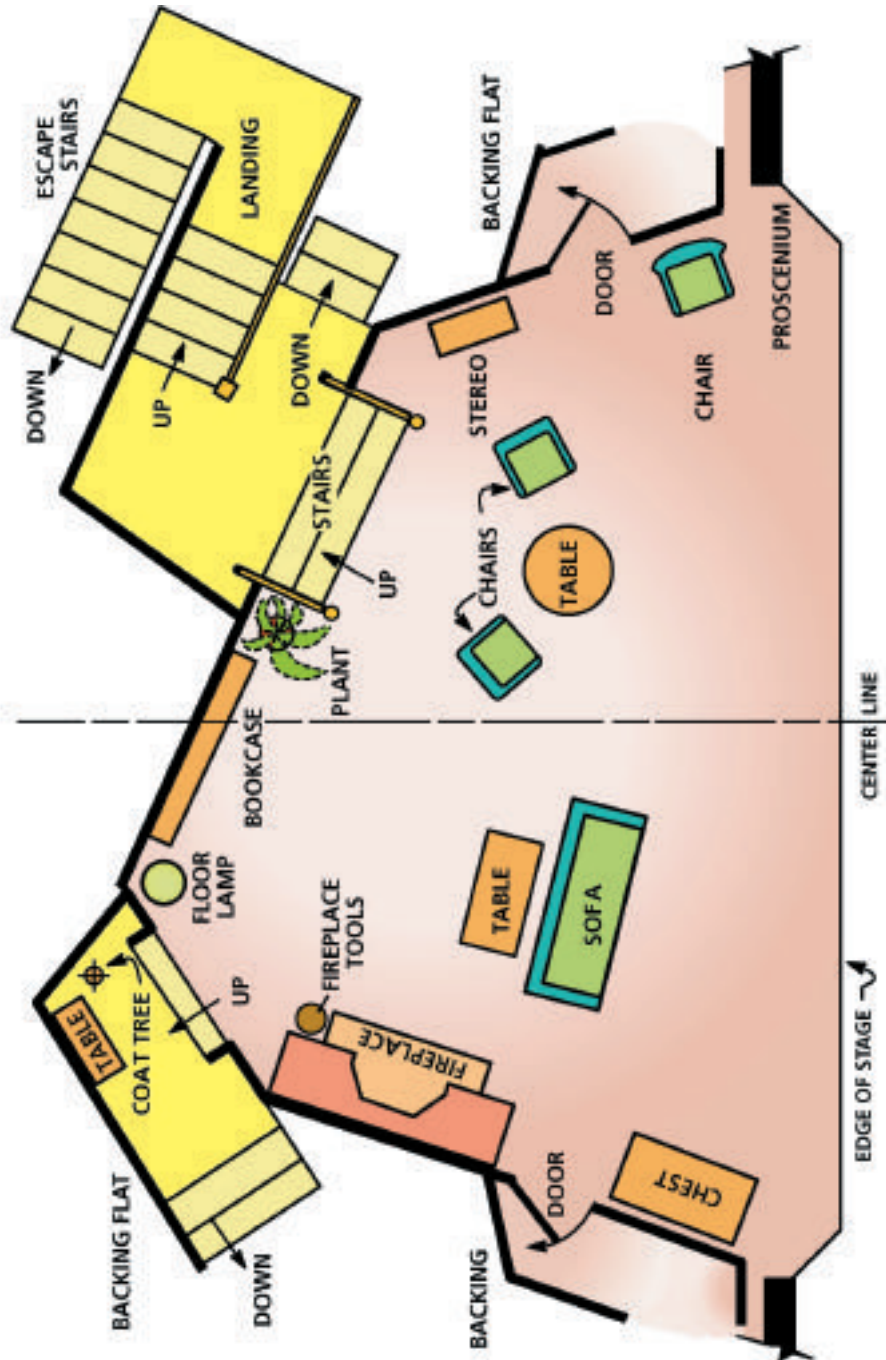 DOWN
ESCAPE
STAIRS
TABLE
BACKING FLAT
COAT TREE
UP
LANDING
FLOOR
LAMP
UP
DOWN
BOOKCASE
DOWN
STAIRS
PLANT
FIREPLACE
TOOLS
FIREPLACE
UP
BACKING
STEREO
CHAIRS
BACKING FLAT
TABLE
DOOR
TABLE
SOFA
DOOR
CHEST
CHAIR
PROSCENIUM
EDGE OF STAGE
CENTER LINE